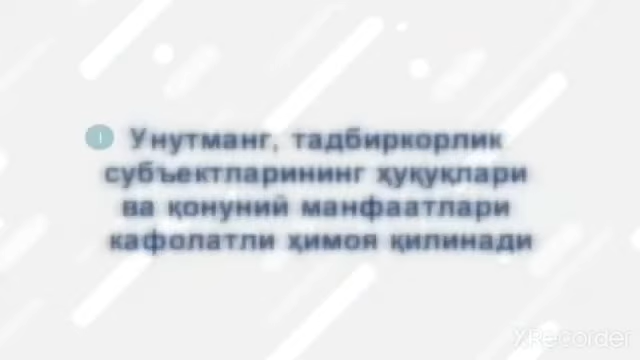 Унутманг, тадбиркорлик
субъектларининг ҳуқуқлари
ва қонуний манфаатлари
кафолатли ҳимоя қилинади
XRecorder